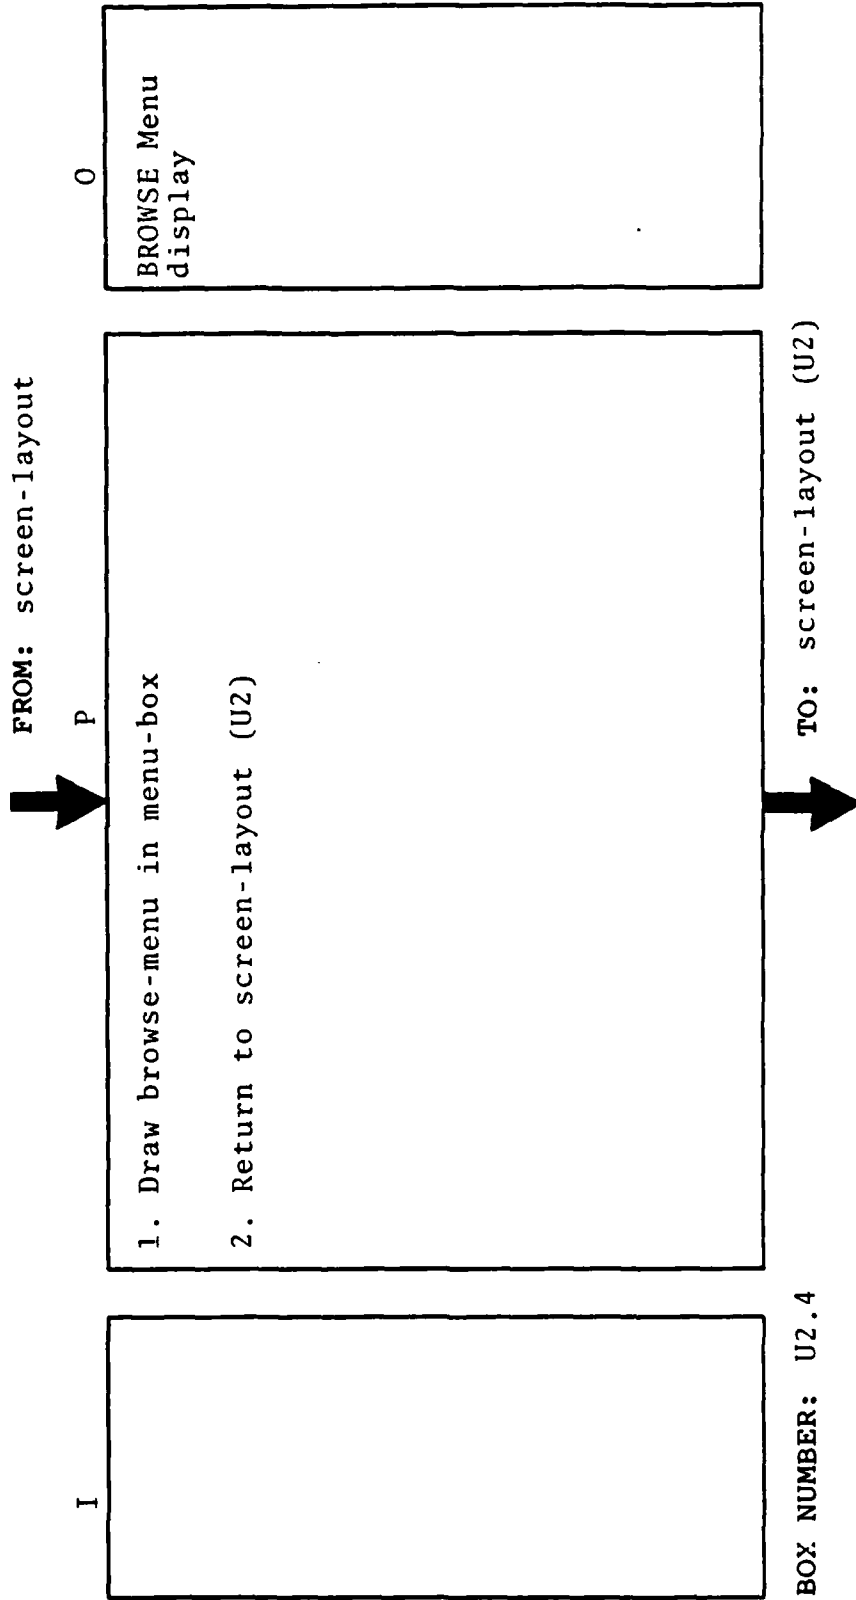 FROM: screen-layout
I
P
O
1. Draw browse-menu in menu-box
2. Return to screen-layout (U2)
BROWSE Menu
display
BOX NUMBER: U2.4
TO: screen-layout (U2)